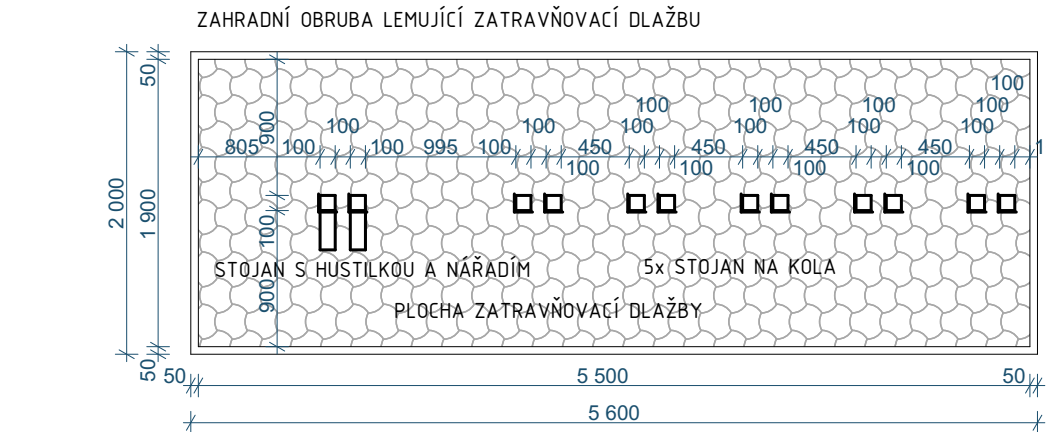 ZAHRADNÍ OBRUBA LEMUJÍCÍ ZATRAVŇOVACÍ DLAŽBU
50
100
100 100 100 100
100 100 100 100 100
900
805 100 100 995 100 450 450 450 450 1
100 100 100 100
2 000
1 900
100
STOJAN S HUSTILKOU A NÁŘADÍM
5x STOJAN NA KOLA
900
PLOCHA ZATRAVŇOVACÍ DLAŽBY
50
50 5 500 50
5 600